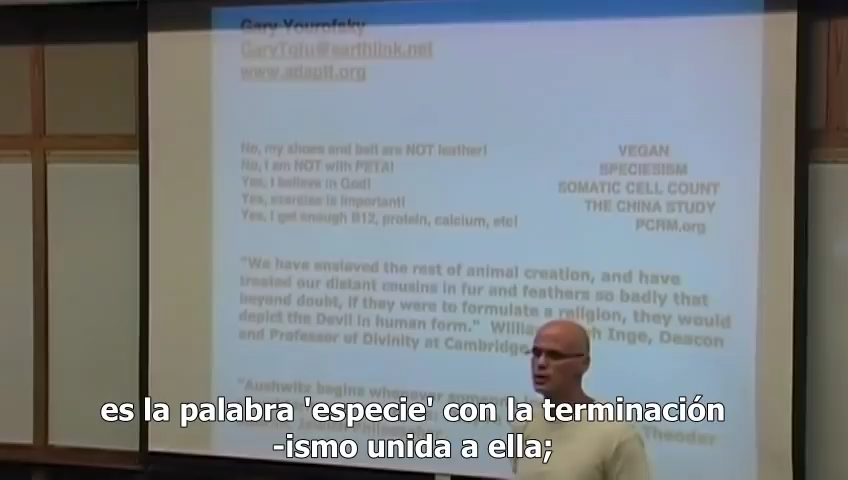 Gary Yourofsky
GaryTofu@earthlink.net
www.adaptt.org
No, my shoes and belt are NOT leather!
No, I am NOT with PETA!
Yes, I believe in God!
Yes, exercise is important!
Yes, I get enough B12, protein, calcium, etc!
VEGAN
SPECIESISM
SOMATIC CELL COUNT
THE CHINA STUDY
PCRM.org
"We have enslaved the rest of animal creation, and have
treated our distant cousins in fur and feathers so badly that
beyond doubt, if they were to formulate a religion, they would
depict the Devil in human form." Inge, Deacon
and Professor of Divinity at Cambridge
"Auschwitz begins whenever someone
Theodor
es la palabra 'especie' con la terminación
-ismo unida a ella;